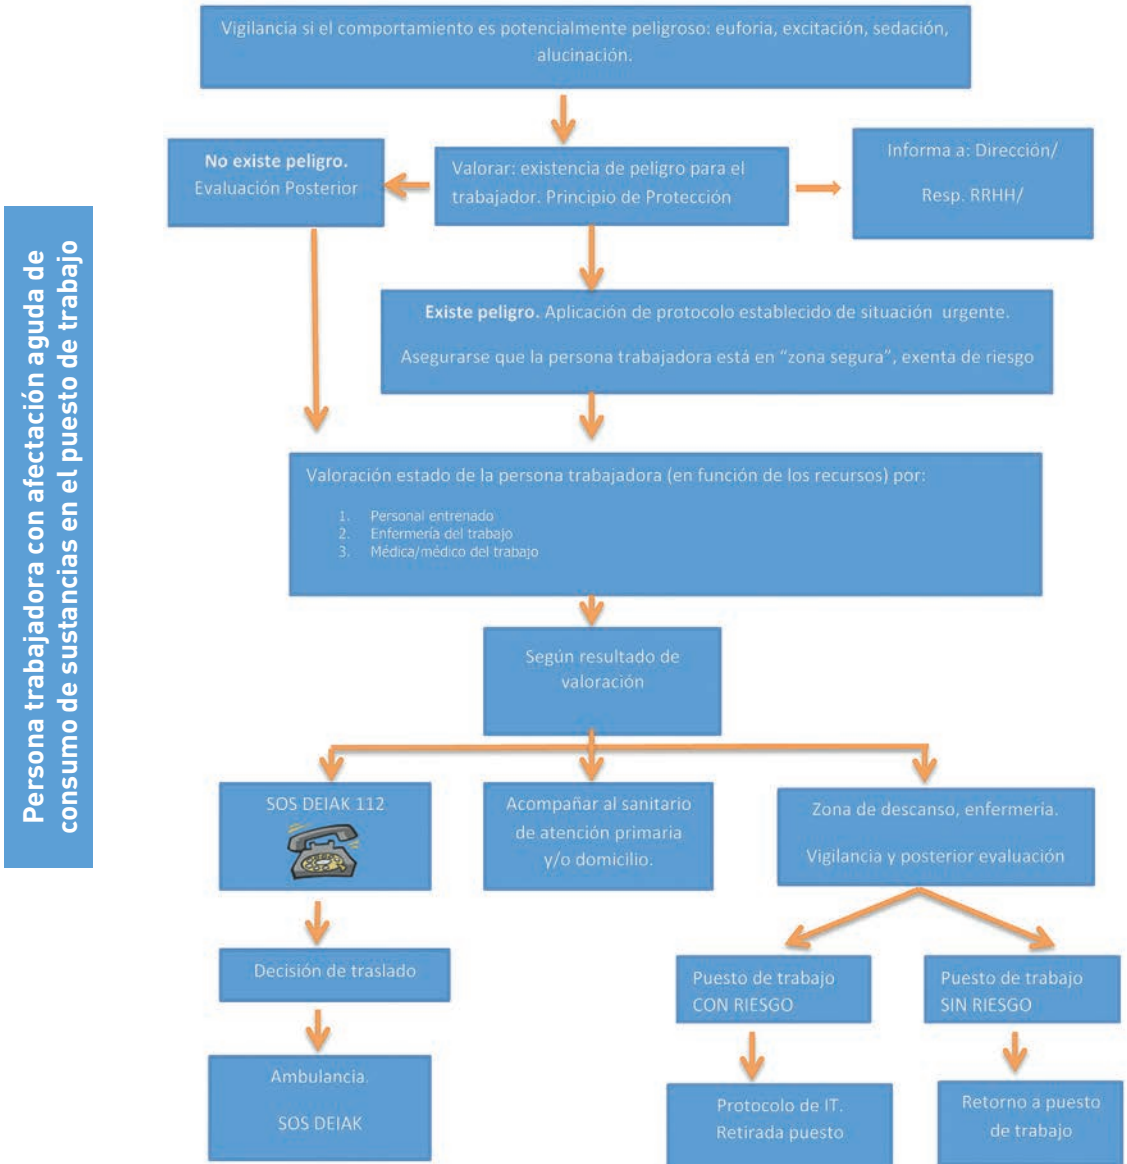 Persona trabajadora con afectación aguda de
consumo de sustancias en el puesto de trabajo
Vigilancia si el comportamiento es potencialmente peligroso: euforia, excitación, sedación,
alucinación.
No existe peligro.
Evaluación Posterior
Valorar: existencia de peligro para el
trabajador. Principio de Protección
Informa a: Dirección/
Resp. RRHH/
Existe peligro. Aplicación de protocolo establecido de situación urgente.
Asegurarse que la persona trabajadora está en “zona segura”, exenta de riesgo
Valoración estado de la persona trabajadora (en función de los recursos) por:
1. Personal entrenado
2. Enfermería del trabajo
3. Médica/médico del trabajo
Según resultado de
valoración
SOS DEIAK 112
Acompañar al sanitario
de atención primaria
y/o domicilio.
Zona de descanso, enfermería.
Vigilancia y posterior evaluación
Decisión de traslado
Puesto de trabajo
CON RIESGO
Puesto de trabajo
SIN RIESGO
Ambulancia.
SOS DEIAK
Protocolo de IT.
Retirada puesto
Retorno a puesto
de trabajo